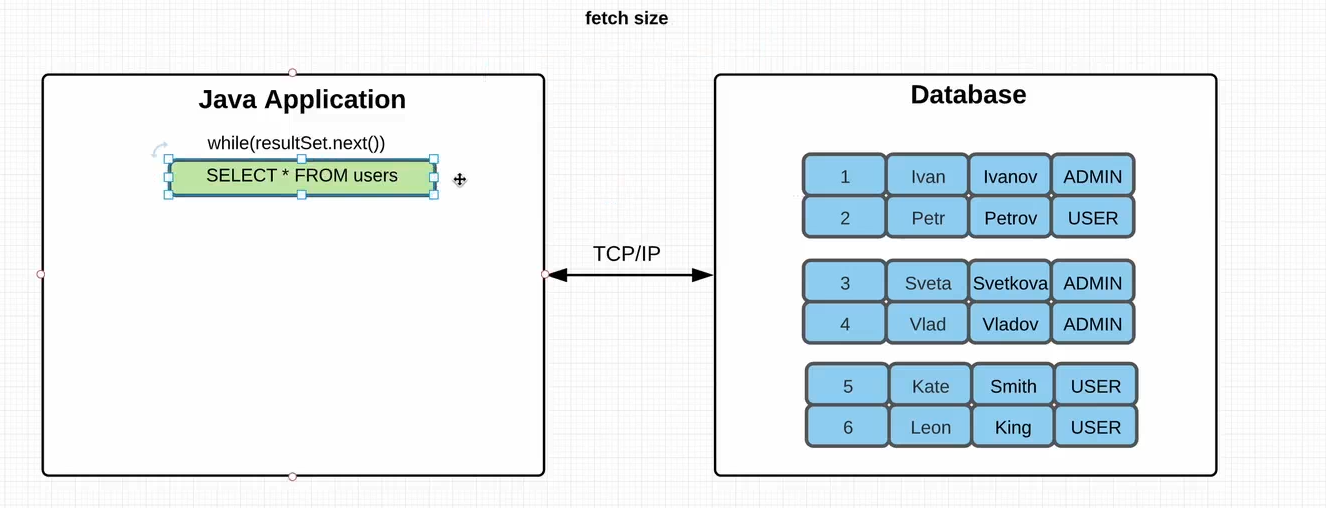 fetch size
Java Application
while(resultSet.next())
SELECT * FROM users
TCP/IP
Database
1 Ivan Ivanov ADMIN
2 Petr Petrov USER
3 Sveta Svetkova ADMIN
4 Vlad Vladov ADMIN
5 Kate Smith USER
6 Leon King USER